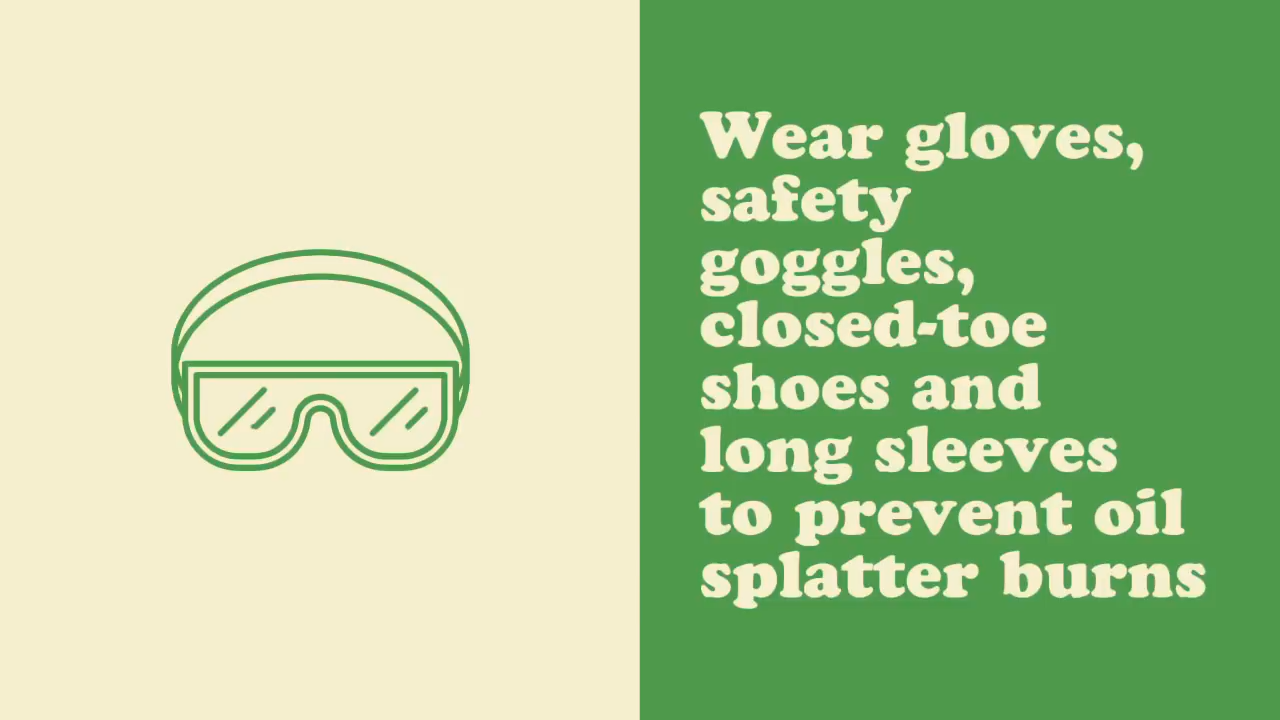 Wear gloves,
safety
goggles,
closed-toe
shoes and
long sleeves
to prevent oil
splatter burns